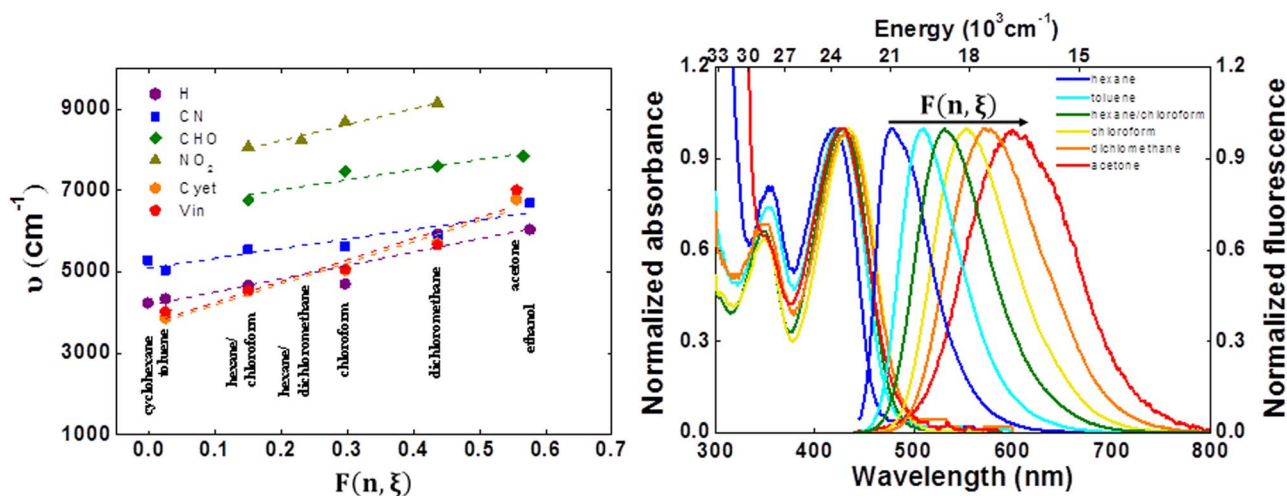 9000
7000
5000
3000
1000
υ (cm⁻¹)
H
CN
CHO
NO₂
Cyet
Vin
cyclohexane
toluene
hexane/
chloroform
hexane/
dichloromethane
chloroform
dichloromethane
acetone
ethanol
0.0 0.1 0.2 0.3 0.4 0.5 0.6 0.7
F(n, ξ)
Energy (10³cm⁻¹)
33 30 27 24 21 18 15
1.2
0.9
0.6
0.3
0.0
Normalized absorbance
hexane
toluene
hexane/chloroform
chloroform
dichlomethane
acetone
F(n, ξ)
1.2
0.9
0.6
0.3
0.0
Normalized fluorescence
300 400 500 600 700 800
Wavelength (nm)